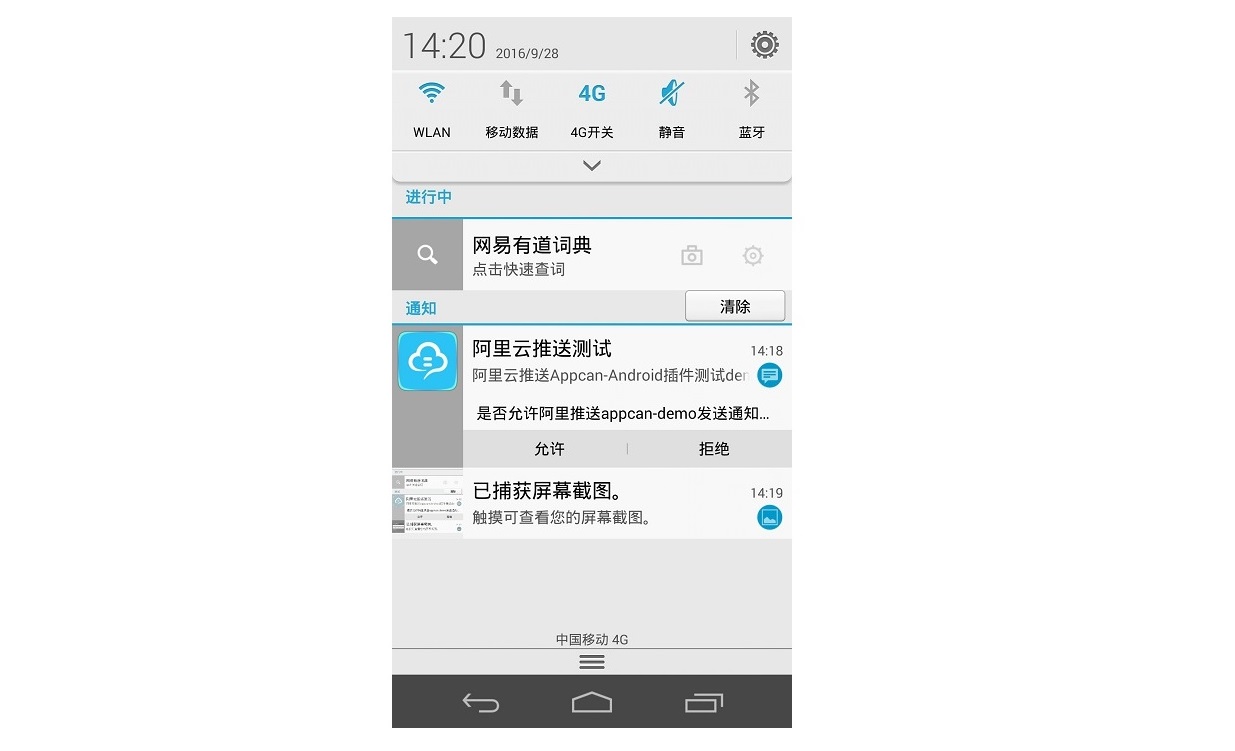 14:20 2016/9/28
4G
WLAN 移动数据 4G开关 静音 蓝牙
进行中
网易有道词典
点击快速查词
通知 清除
阿里云推送测试 14:18
阿里云推送Appcan-Android插件测试der
是否允许阿里推送appcan-demo发送通知...
允许 拒绝
已捕获屏幕截图。 14:19
触摸可查看您的屏幕截图。
中国移动 4G